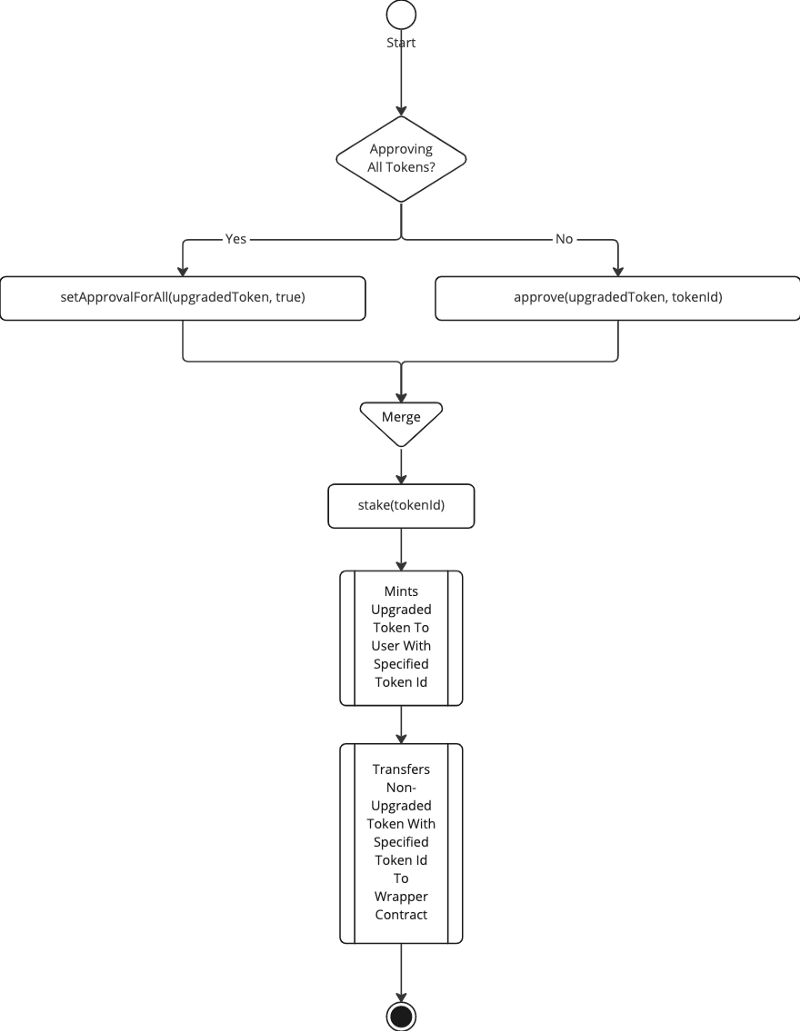 Start
Approving
All Tokens?
Yes
No
setApprovalForAll(upgradedToken, true)
approve(upgradedToken, tokenId)
Merge
stake(tokenId)
Mints
Upgraded
Token To
User With
Specified
Token Id
Transfers
Non-
Upgraded
Token With
Specified
Token Id
To
Wrapper
Contract